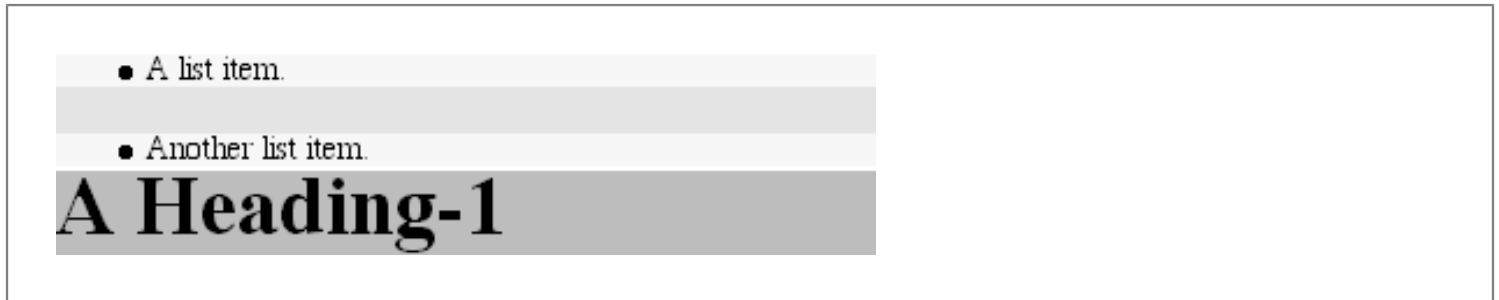 • A list item.
• Another list item.
A Heading-1